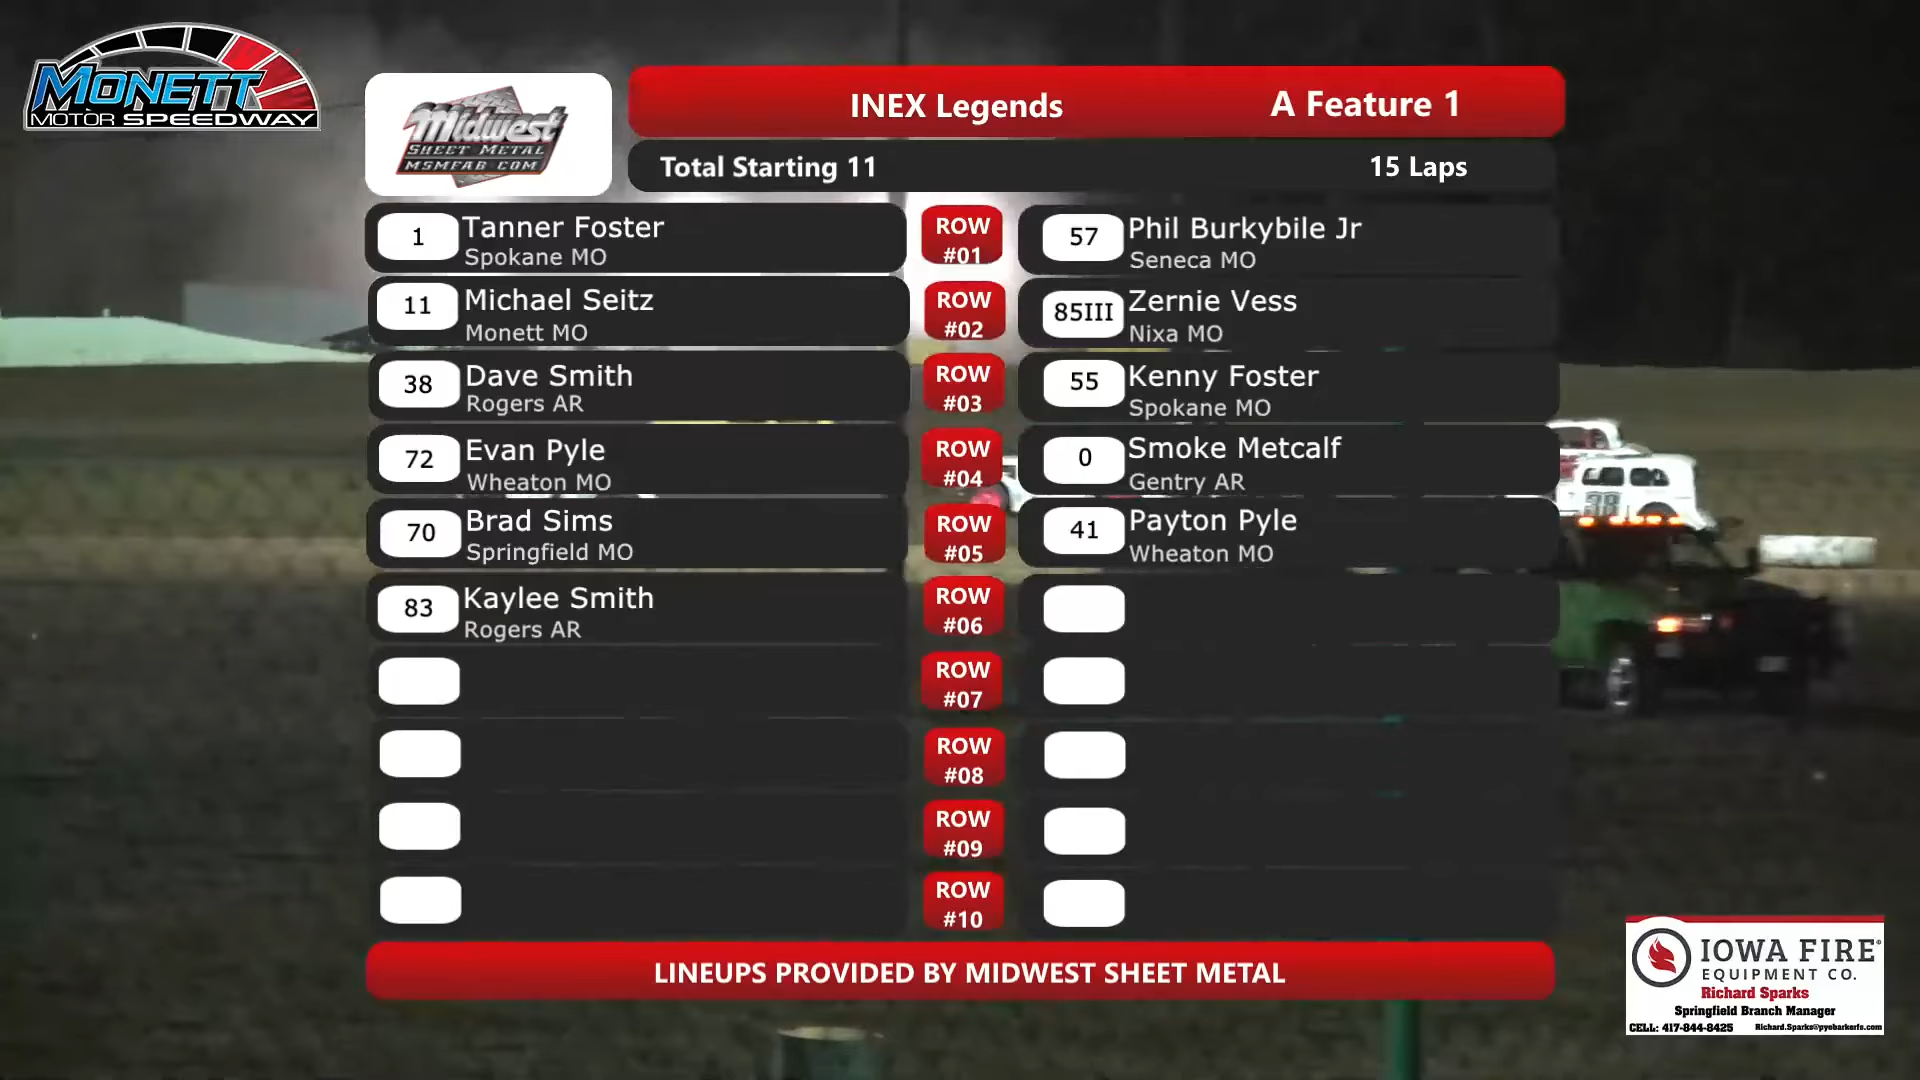 MONETT
MOTOR SPEEDWAY
Midwest
SHEET METAL
MSMFAB.COM
INEX Legends
A Feature 1
Total Starting 11
15 Laps
1
Tanner Foster
Spokane MO
ROW
#01
57
Phil Burkybile Jr
Seneca MO
11
Michael Seitz
Monett MO
ROW
#02
85III
Zernie Vess
Nixa MO
38
Dave Smith
Rogers AR
ROW
#03
55
Kenny Foster
Spokane MO
72
Evan Pyle
Wheaton MO
ROW
#04
0
Smoke Metcalf
Gentry AR
70
Brad Sims
Springfield MO
ROW
#05
41
Payton Pyle
Wheaton MO
83
Kaylee Smith
Rogers AR
ROW
#06
ROW
#07
ROW
#08
ROW
#09
ROW
#10
38
LINEUPS PROVIDED BY MIDWEST SHEET METAL
IOWA FIRE
EQUIPMENT CO.
Richard Sparks
Springfield Branch Manager
CELL: 417-844-8425 Richard.Sparks@pyebarkerfs.com